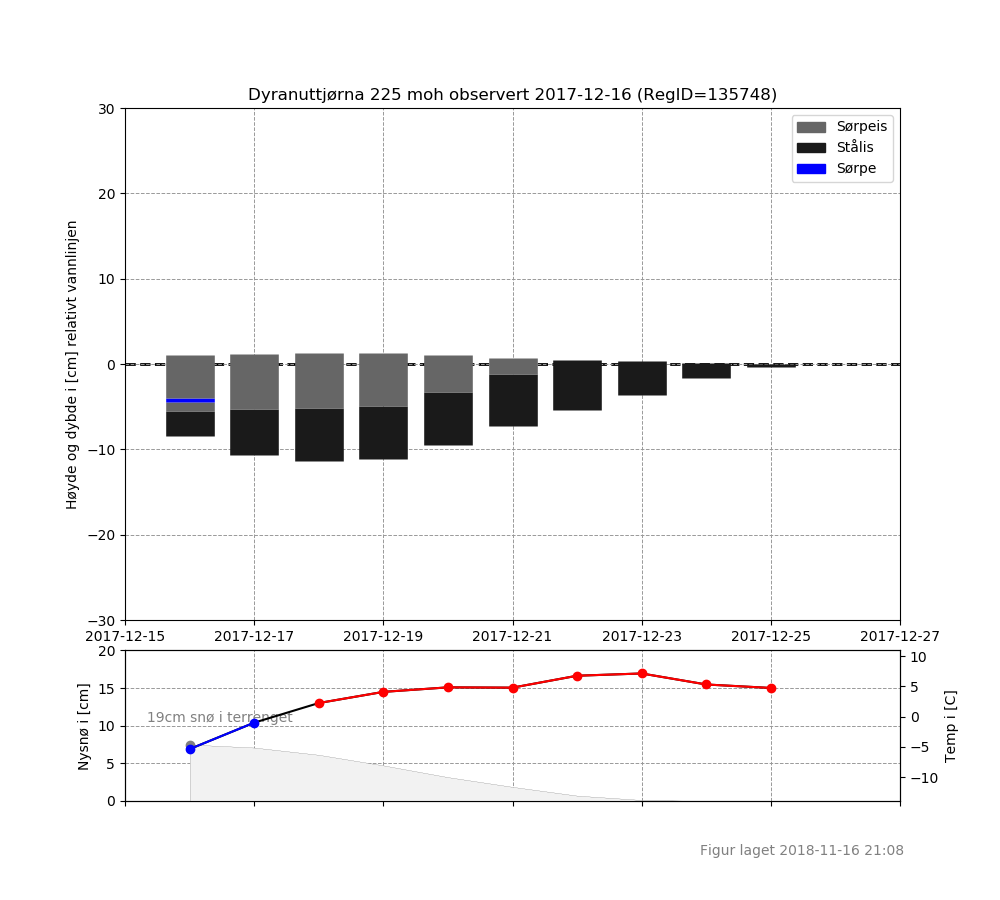 Dyranuttjørna 225 moh observert 2017-12-16 (RegID=135748)
30
20
10
0
−10
−20
−30
Høyde og dybde i [cm] relativt vannlinjen
Sørpeis
Stålis
Sørpe
2017-12-15 2017-12-17 2017-12-19 2017-12-21 2017-12-23 2017-12-25 2017-12-27
20
15
10
5
0
Nysnø i [cm]
19cm snø i terrenget
10
5
0
−5
−10
Temp i [C]
Figur laget 2018-11-16 21:08